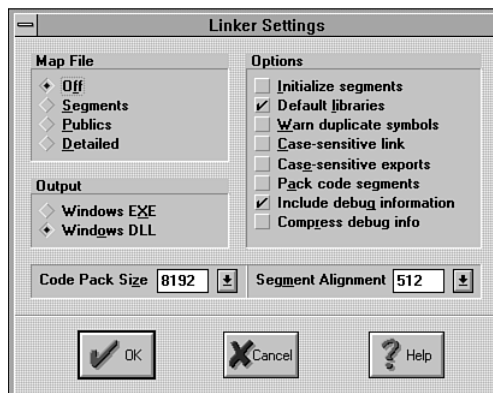 Linker Settings
Map File
Off
Segments
Publics
Detailed
Output
Windows EXE
Windows DLL
Options
Initialize segments
Default libraries
Warn duplicate symbols
Case-sensitive link
Case-sensitive exports
Pack code segments
Include debug information
Compress debug info
Code Pack Size 8192
Segment Alignment 512
OK
Cancel
Help